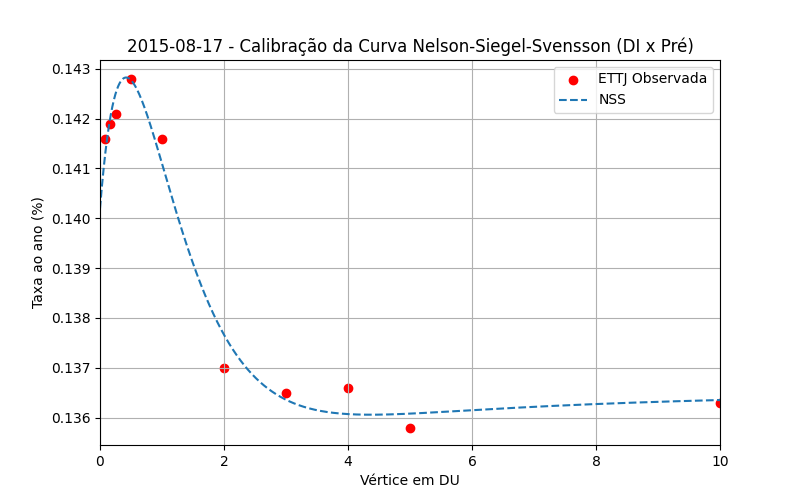 2015-08-17 - Calibração da Curva Nelson-Siegel-Svensson (DI x Pré)
ETTJ Observada
NSS
Taxa ao ano (%)
0.143
0.142
0.141
0.140
0.139
0.138
0.137
0.136
0 2 4 6 8 10
Vértice em DU